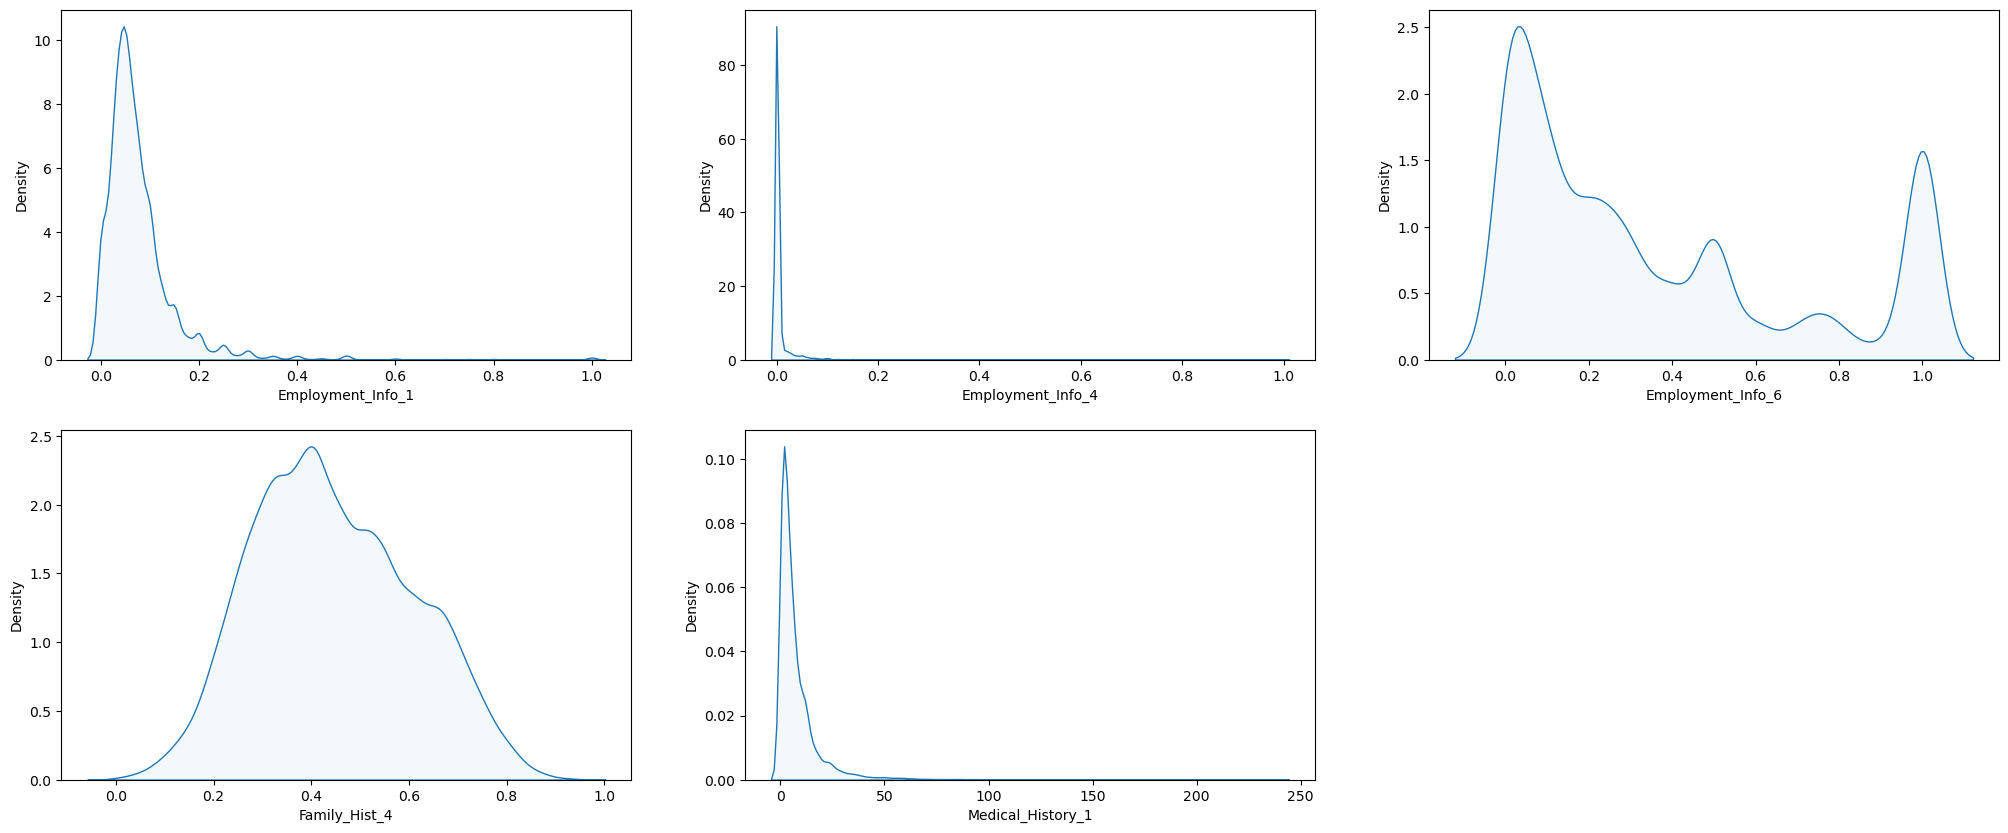 10
8
6
4
2
0
Density
0.0 0.2 0.4 0.6 0.8 1.0
Employment_Info_1
80
60
40
20
0
Density
0.0 0.2 0.4 0.6 0.8 1.0
Employment_Info_4
2.5
2.0
1.5
1.0
0.5
0.0
Density
0.0 0.2 0.4 0.6 0.8 1.0
Employment_Info_6
2.5
2.0
1.5
1.0
0.5
0.0
Density
0.0 0.2 0.4 0.6 0.8 1.0
Family_Hist_4
0.10
0.08
0.06
0.04
0.02
0.00
Density
0 50 100 150 200 250
Medical_History_1